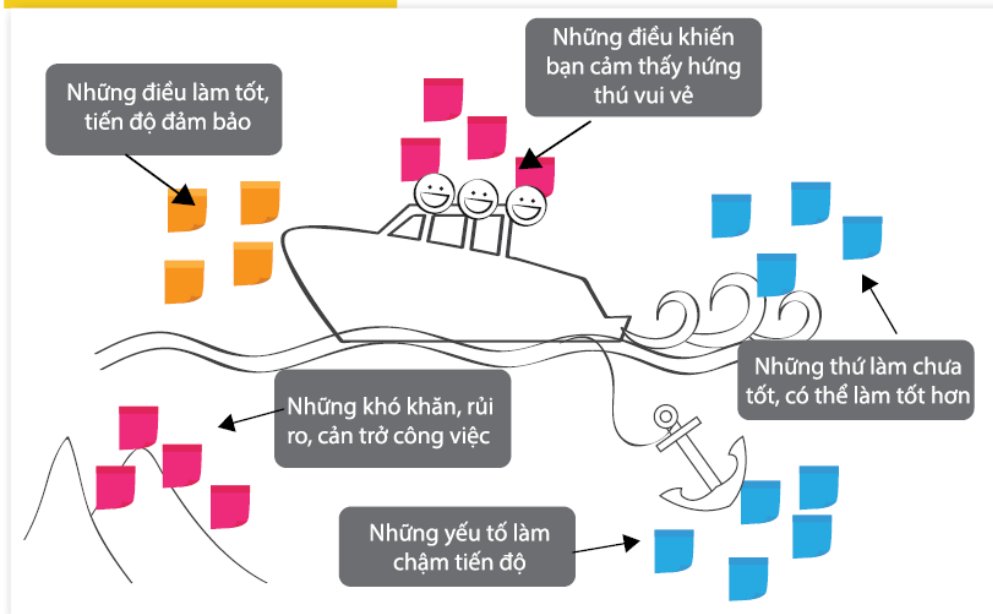 Những điều làm tốt,
tiến độ đảm bảo
Những điều khiến
bạn cảm thấy hứng
thú vui vẻ
Những thứ làm chưa
tốt, có thể làm tốt hơn
Những khó khăn, rủi
ro, cản trở công việc
Những yếu tố làm
chậm tiến độ